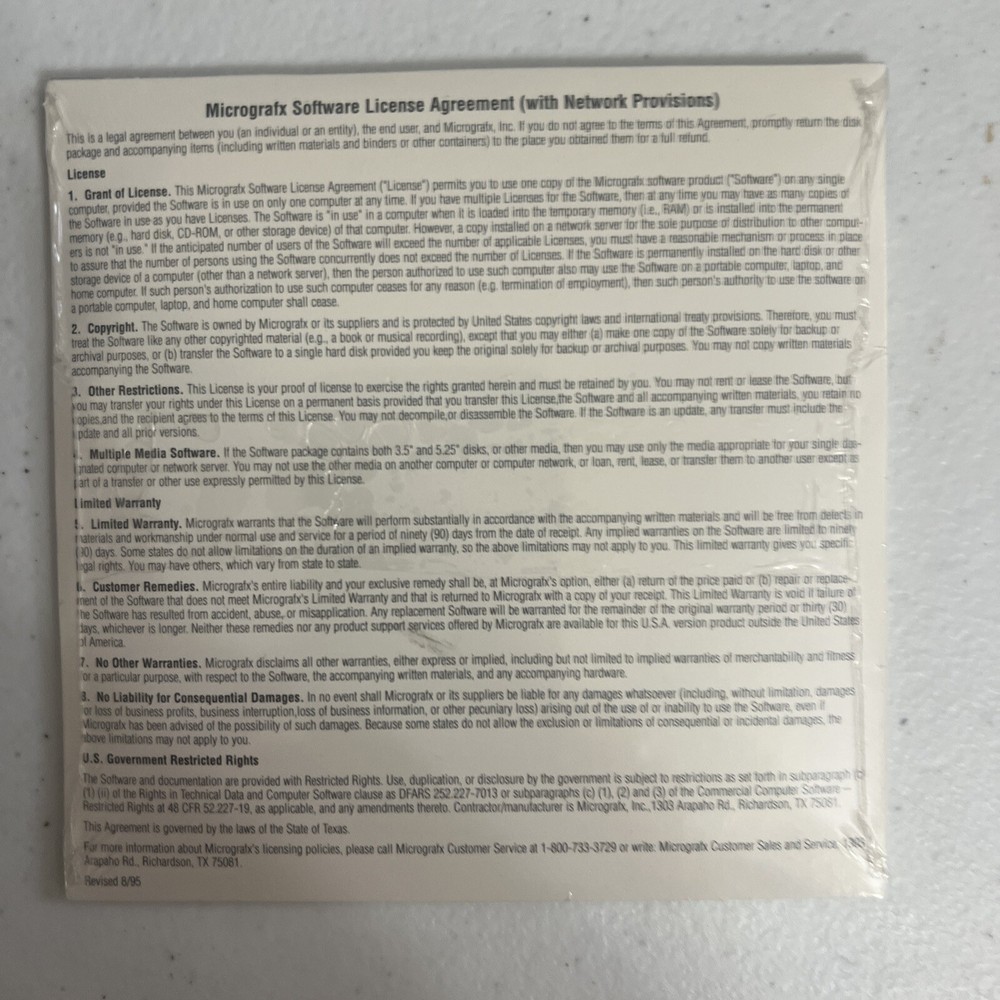 Micrografx Software License Agreement (with Network Provisions)
This is a legal agreement between you (an individual or an entity), the end user, and Micrografx, Inc. If you do not agree to the terms of this Agreement, promptly return the disk
package and accompanying items (including written materials and binders or other containers) to the place you obtained them for a full refund.
License
1. Grant of License. This Micrografx Software License Agreement ("License") permits you to use one copy of the Micrografx software product ("Software") on any single
computer, provided the Software is in use on only one computer at any time. If you have multiple Licenses for the Software, then at any time you may have as many copies of
the Software in use as you have Licenses. The Software is "in use" in a computer when it is loaded into the temporary memory (i.e., RAM) or is installed into the permanent
memory (e.g., hard disk, CD-ROM, or other storage device) of that computer. However, a copy installed on a network server for the sole purpose of distribution to other comput-
ers is not "in use." If the anticipated number of users of the Software will exceed the number of applicable Licenses, you must have a reasonable mechanism or process in place
to assure that the number of persons using the Software concurrently does not exceed the number of Licenses. If the Software is permanently installed on the hard disk or other
storage device of a computer (other than a network server), then the person authorized to use such computer also may use the Software on a portable computer, laptop, and
home computer. If such person's authorization to use such computer ceases for any reason (e.g. termination of employment), then such person's authority to use the software on
a portable computer, laptop, and home computer shall cease.
2. Copyright. The Software is owned by Micrografx or its suppliers and is protected by United States copyright laws and international treaty provisions. Therefore, you must
treat the Software like any other copyrighted material (e.g., a book or musical recording), except that you may either (a) make one copy of the Software solely for backup or
archival purposes, or (b) transfer the Software to a single hard disk provided you keep the original solely for backup or archival purposes. You may not copy written materials
accompanying the Software.
3. Other Restrictions. This License is your proof of license to exercise the rights granted herein and must be retained by you. You may not rent or lease the Software, but
you may transfer your rights under this License on a permanent basis provided that you transfer this License,the Software and all accompanying written materials, you retain no
copies,and the recipient agrees to the terms of this License. You may not decompile,or disassemble the Software. If the Software is an update, any transfer must include the
update and all prior versions.
. Multiple Media Software. If the Software package contains both 3.5" and 5.25" disks, or other media, then you may use only the media appropriate for your single des-
ignated computer or network server. You may not use the other media on another computer or computer network, or loan, rent, lease, or transfer them to another user except as
part of a transfer or other use expressly permitted by this License.
Limited Warranty
5. Limited Warranty. Micrografx warrants that the Software will perform substantially in accordance with the accompanying written materials and will be free from defects in
materials and workmanship under normal use and service for a period of ninety (90) days from the date of receipt. Any implied warranties on the Software are limited to ninety
(90) days. Some states do not allow limitations on the duration of an implied warranty, so the above limitations may not apply to you. This limited warranty gives you specific
legal rights. You may have others, which vary from state to state.
6. Customer Remedies. Micrografx's entire liability and your exclusive remedy shall be, at Micrografx's option, either (a) return of the price paid or (b) repair or replace-
ment of the Software that does not meet Micrografx's Limited Warranty and that is returned to Micrografx with a copy of your receipt. This Limited Warranty is void if failure of
the Software has resulted from accident, abuse, or misapplication. Any replacement Software will be warranted for the remainder of the original warranty period or thirty (30)
days, whichever is longer. Neither these remedies nor any product support services offered by Micrografx are available for this U.S.A. version product outside the United States
of America.
7. No Other Warranties. Micrografx disclaims all other warranties, either express or implied, including but not limited to implied warranties of merchantability and fitness
for a particular purpose, with respect to the Software, the accompanying written materials, and any accompanying hardware.
8. No Liability for Consequential Damages. In no event shall Micrografx or its suppliers be liable for any damages whatsoever (including, without limitation, damages
for loss of business profits, business interruption,loss of business information, or other pecuniary loss) arising out of the use of or inability to use the Software, even if
Micrografx has been advised of the possibility of such damages. Because some states do not allow the exclusion or limitations of consequential or incidental damages, the
above limitations may not apply to you.
U.S. Government Restricted Rights
The Software and documentation are provided with Restricted Rights. Use, duplication, or disclosure by the government is subject to restrictions as set forth in subparagraph (c)
(1) (ii) of the Rights in Technical Data and Computer Software clause as DFARS 252.227-7013 or subparagraphs (c) (1), (2) and (3) of the Commercial Computer Software —
Restricted Rights at 48 CFR 52.227-19, as applicable, and any amendments thereto. Contractor/manufacturer is Micrografx, Inc.,1303 Arapaho Rd., Richardson, TX 75081.
This Agreement is governed by the laws of the State of Texas.
For more information about Micrografx's licensing policies, please call Micrografx Customer Service at 1-800-733-3729 or write: Micrografx Customer Sales and Service, 1303
Arapaho Rd., Richardson, TX 75081.
Revised 8/95